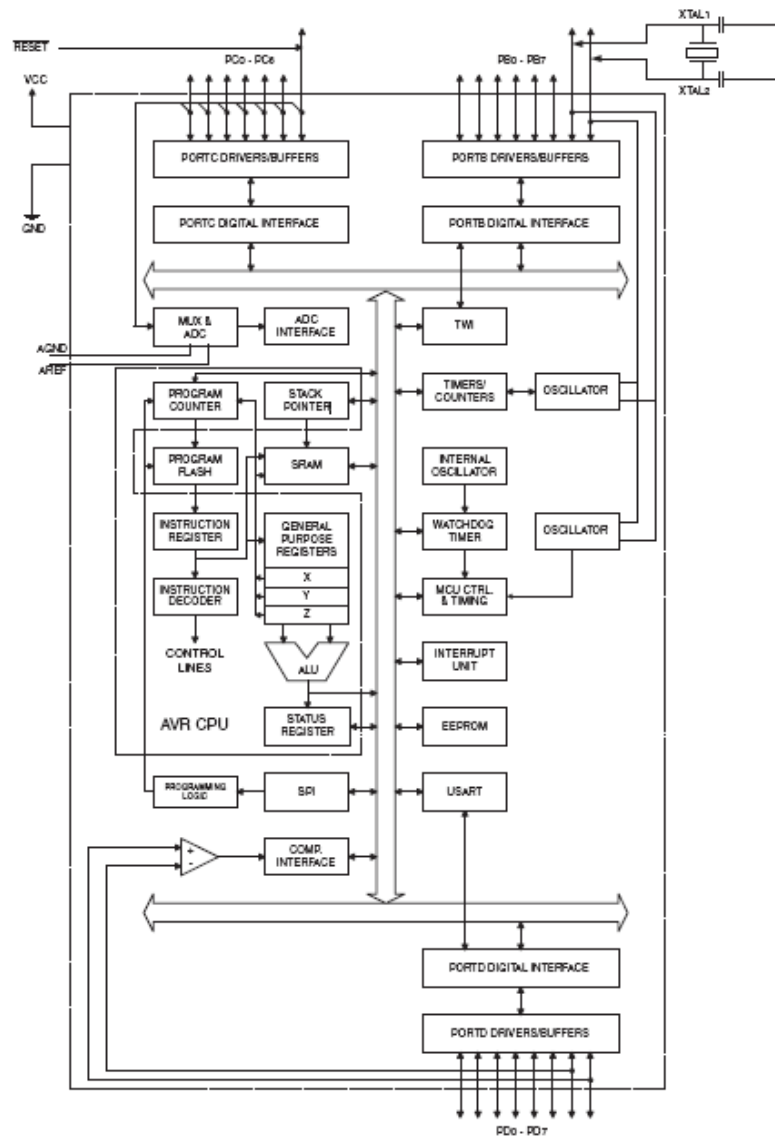 XTAL1
RESET
PC0 - PC6
PB0 - PB7
VCC
XTAL2
PORTC DRIVERS/BUFFERS
PORTB DRIVERS/BUFFERS
PORTC DIGITAL INTERFACE
PORTB DIGITAL INTERFACE
GND
MUX &
ADC
ADC
INTERFACE
TWI
AGND
AREF
PROGRAM
COUNTER
STACK
POINTER
TIMERS/
COUNTERS
OSCILLATOR
PROGRAM
FLASH
SRAM
INTERNAL
OSCILLATOR
INSTRUCTION
REGISTER
GENERAL
PURPOSE
REGISTERS
WATCHDOG
TIMER
OSCILLATOR
X
INSTRUCTION
DECODER
Y
MCU CTRL.
& TIMING
Z
CONTROL
LINES
ALU
INTERRUPT
UNIT
AVR CPU
STATUS
REGISTER
EEPROM
PROGRAMMING
LOGIC
SPI
USART
+
-
COMP.
INTERFACE
PORTD DIGITAL INTERFACE
PORTD DRIVERS/BUFFERS
PD0 - PD7